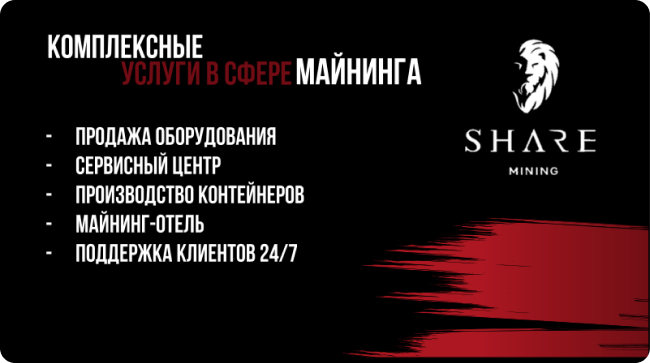 КОМПЛЕКСНЫЕ
УСЛУГИ В СФЕРЕ МАЙНИНГА
- ПРОДАЖА ОБОРУДОВАНИЯ
- СЕРВИСНЫЙ ЦЕНТР
- ПРОИЗВОДСТВО КОНТЕЙНЕРОВ
- МАЙНИНГ-ОТЕЛЬ
- ПОДДЕРЖКА КЛИЕНТОВ 24/7
SHARE
MINING